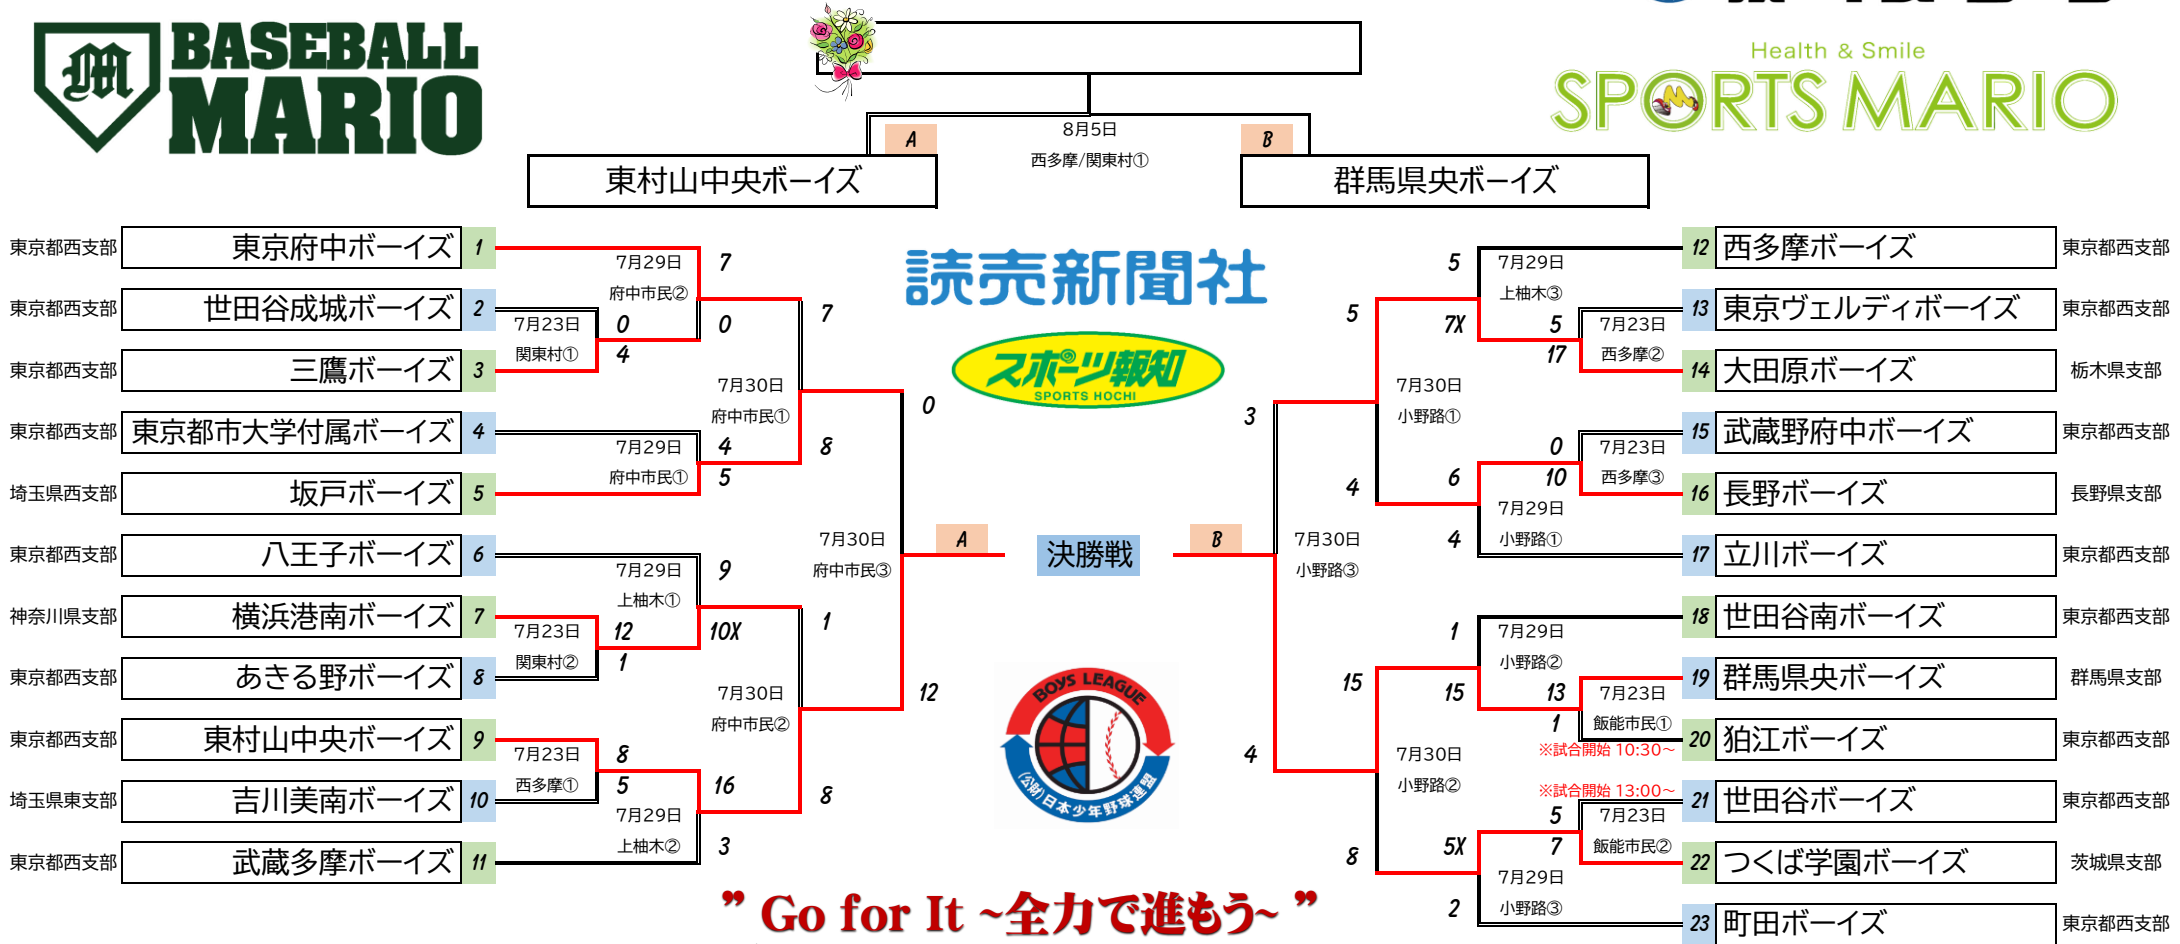 BASEBALL
MARIO
Health & Smile
SPORTS MARIO
A
8月5日
B
西多摩/関東村①
東村山中央ボーイズ
群馬県央ボーイズ
東京都西支部 東京府中ボーイズ 1
東京都西支部 世田谷成城ボーイズ 2
東京都西支部 三鷹ボーイズ 3
東京都西支部 東京都市大学付属ボーイズ 4
埼玉県西支部 坂戸ボーイズ 5
東京都西支部 八王子ボーイズ 6
神奈川県支部 横浜港南ボーイズ 7
東京都西支部 あきる野ボーイズ 8
東京都西支部 東村山中央ボーイズ 9
埼玉県東支部 吉川美南ボーイズ 10
東京都西支部 武蔵多摩ボーイズ 11
7月23日
関東村①
0
4
7月23日
関東村②
12
1
7月23日
西多摩①
8
5
7月29日
府中市民②
7
0
7月29日
府中市民①
4
5
7月29日
上柚木①
9
10X
7月29日
上柚木②
16
3
7月30日
府中市民①
7
8
7月30日
府中市民②
1
8
7月30日
府中市民③
0
12
読売新聞社
スポーツ報知
SPORTS HOCHI
A
決勝戦
B
BOYS LEAGUE
(公財)日本少年野球連盟
3
4
7月30日
小野路③
5
4
7月30日
小野路①
15
8
7月30日
小野路②
5
7X
7月29日
上柚木③
6
4
7月29日
小野路①
1
15
7月29日
小野路②
5X
2
7月29日
小野路③
5
17
7月23日
西多摩②
0
10
7月23日
西多摩③
13
1
7月23日
飯能市民①
※試合開始 10:30～
※試合開始 13:00～
5
7
7月23日
飯能市民②
12 西多摩ボーイズ 東京都西支部
13 東京ヴェルディボーイズ 東京都西支部
14 大田原ボーイズ 栃木県支部
15 武蔵野府中ボーイズ 東京都西支部
16 長野ボーイズ 長野県支部
17 立川ボーイズ 東京都西支部
18 世田谷南ボーイズ 東京都西支部
19 群馬県央ボーイズ 群馬県支部
20 狛江ボーイズ 東京都西支部
21 世田谷ボーイズ 東京都西支部
22 つくば学園ボーイズ 茨城県支部
23 町田ボーイズ 東京都西支部
” Go for It ~全力で進もう~ ”